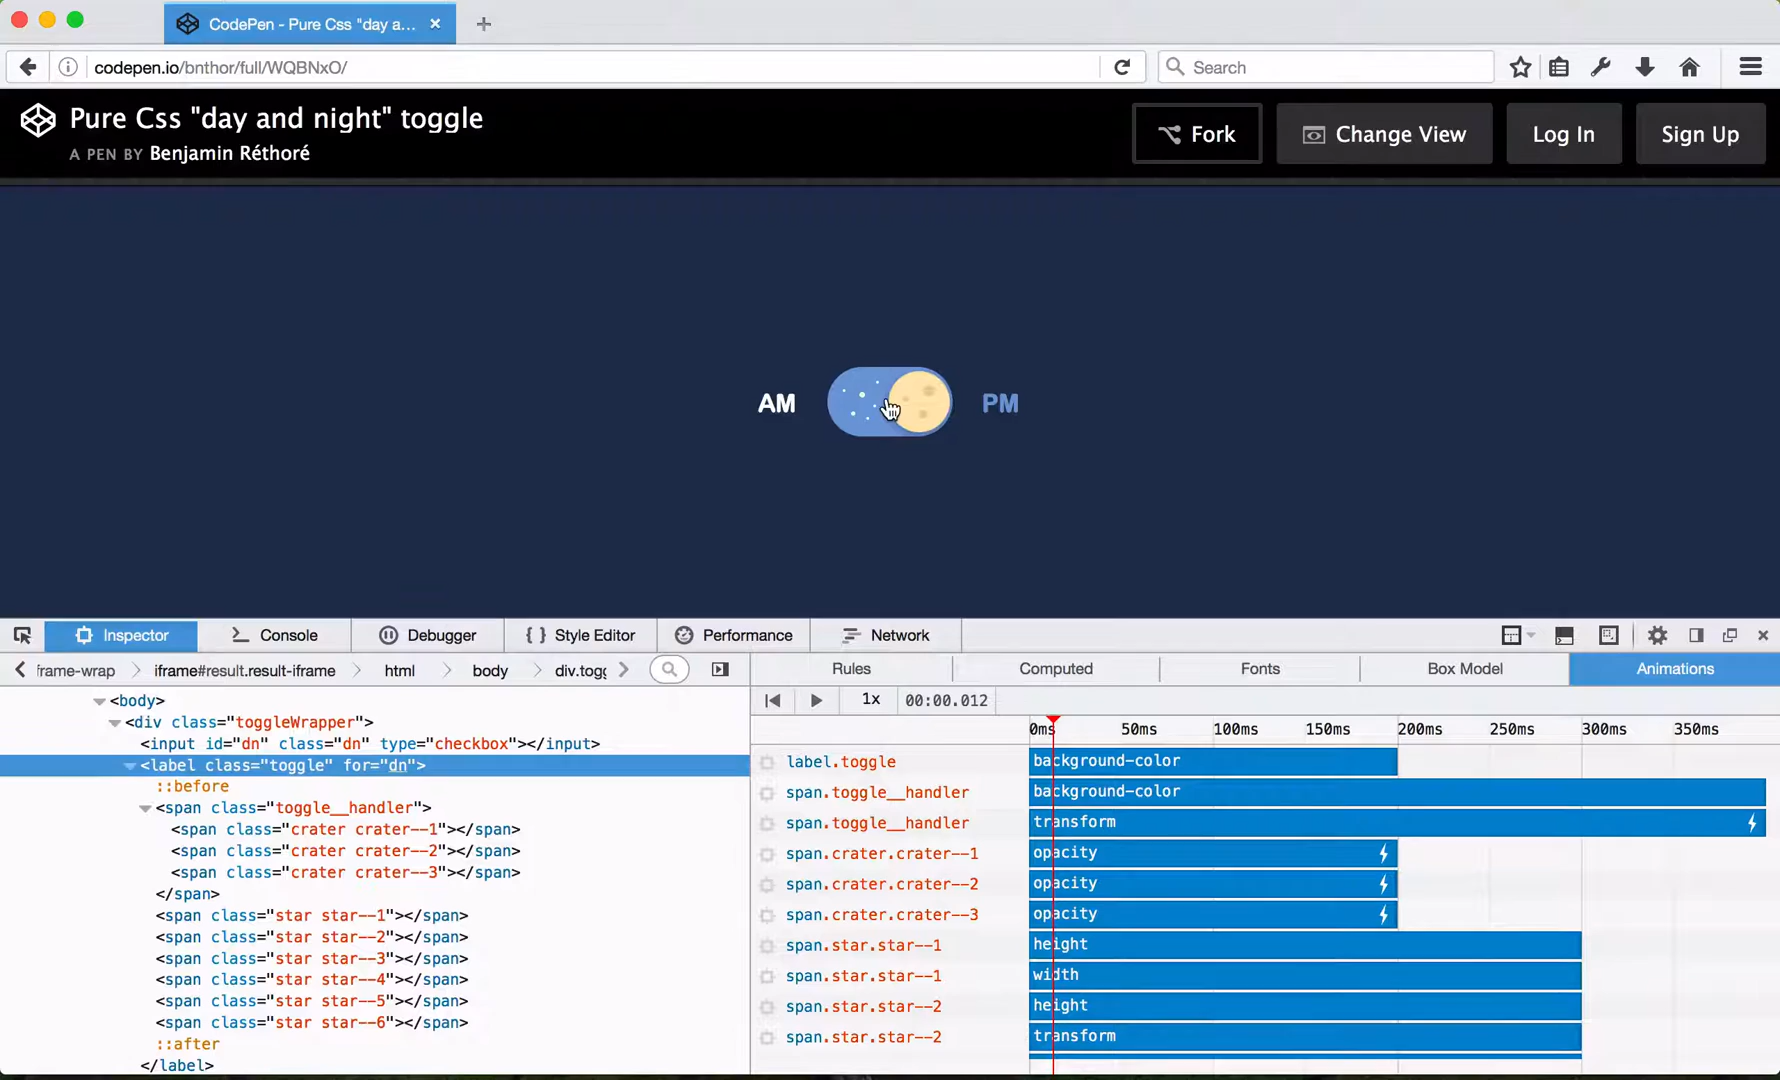 CodePen - Pure Css "day a...
codepen.io/bnthor/full/WQBNxO/
Search
Pure Css "day and night" toggle
A PEN BY Benjamin Réthoré
Fork
Change View
Log In
Sign Up
AM
PM
Inspector
Console
Debugger
Style Editor
Performance
Network
frame-wrap
iframe#result.result-iframe
html
body
div.togg
Rules
Computed
Fonts
Box Model
Animations
<body>
<div class="toggleWrapper">
<input id="dn" class="dn" type="checkbox"></input>
<label class="toggle" for="dn">
::before
<span class="toggle__handler">
<span class="crater crater--1"></span>
<span class="crater crater--2"></span>
<span class="crater crater--3"></span>
</span>
<span class="star star--1"></span>
<span class="star star--2"></span>
<span class="star star--3"></span>
<span class="star star--4"></span>
<span class="star star--5"></span>
<span class="star star--6"></span>
::after
</label>
1x
00:00.012
0ms 50ms 100ms 150ms 200ms 250ms 300ms 350ms
label.toggle background-color
span.toggle__handler background-color
span.toggle__handler transform
span.crater.crater--1 opacity
span.crater.crater--2 opacity
span.crater.crater--3 opacity
span.star.star--1 height
span.star.star--1 width
span.star.star--2 height
span.star.star--2 transform